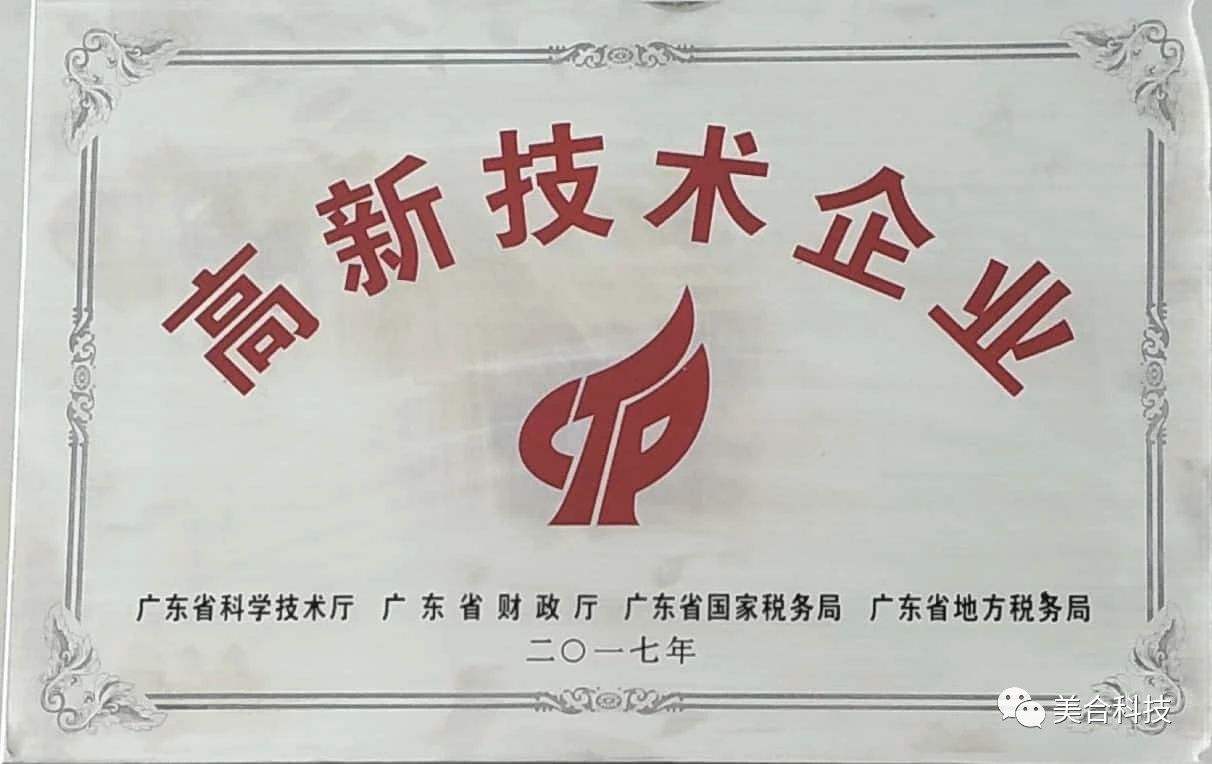 高新技术企业
广东省科学技术厅 广东省财政厅 广东省国家税务局 广东省地方税务局
二〇一七年
美合科技